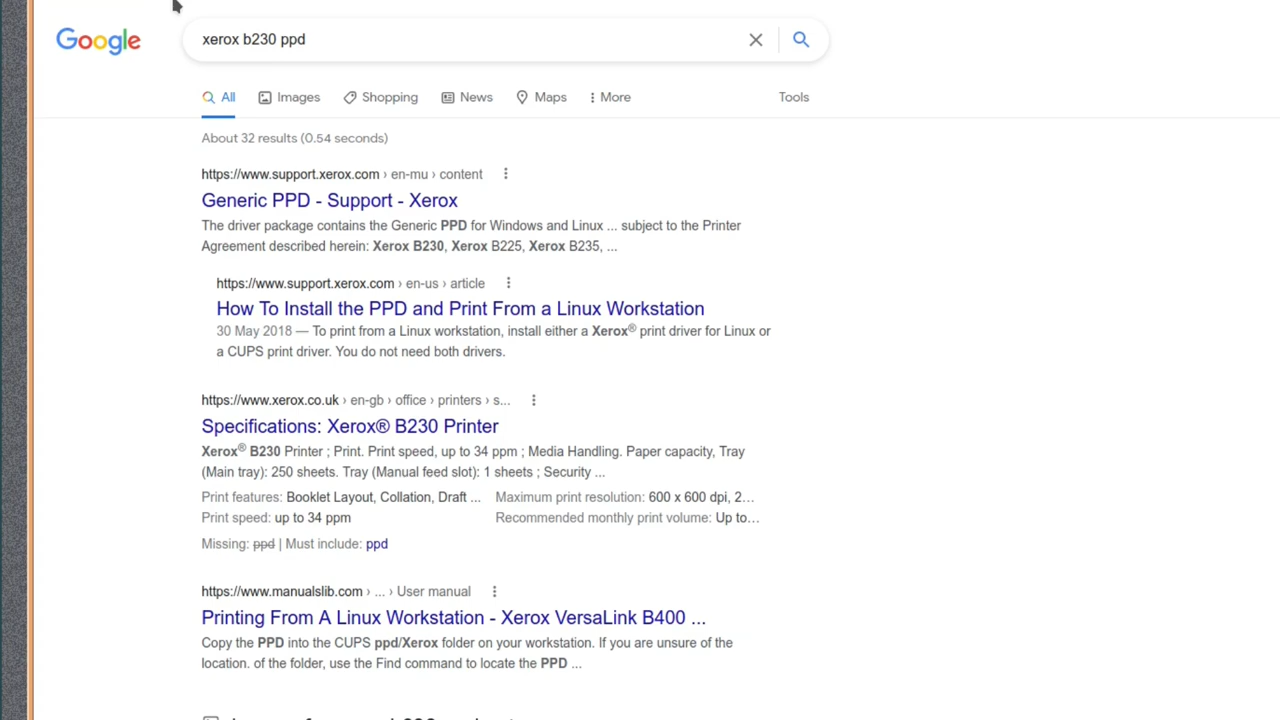 Google
xerox b230 ppd
All Images Shopping News Maps More Tools
About 32 results (0.54 seconds)
https://www.support.xerox.com › en-mu › content
Generic PPD - Support - Xerox
The driver package contains the Generic PPD for Windows and Linux ... subject to the Printer
Agreement described herein: Xerox B230, Xerox B225, Xerox B235, ...
https://www.support.xerox.com › en-us › article
How To Install the PPD and Print From a Linux Workstation
30 May 2018 — To print from a Linux workstation, install either a Xerox® print driver for Linux or
a CUPS print driver. You do not need both drivers.
https://www.xerox.co.uk › en-gb › office › printers › s...
Specifications: Xerox® B230 Printer
Xerox® B230 Printer ; Print. Print speed, up to 34 ppm ; Media Handling. Paper capacity, Tray
(Main tray): 250 sheets. Tray (Manual feed slot): 1 sheets ; Security ...
Print features: Booklet Layout, Collation, Draft ... Maximum print resolution: 600 x 600 dpi, 2...
Print speed: up to 34 ppm Recommended monthly print volume: Up to...
Missing: ppd | Must include: ppd
https://www.manualslib.com › ... › User manual
Printing From A Linux Workstation - Xerox VersaLink B400 ...
Copy the PPD into the CUPS ppd/Xerox folder on your workstation. If you are unsure of the
location. of the folder, use the Find command to locate the PPD ...